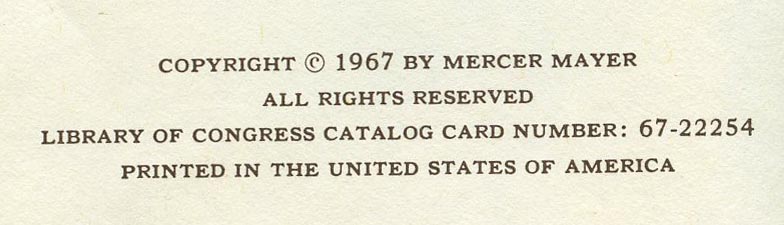 COPYRIGHT © 1967 BY MERCER MAYER
ALL RIGHTS RESERVED
LIBRARY OF CONGRESS CATALOG CARD NUMBER: 67-22254
PRINTED IN THE UNITED STATES OF AMERICA